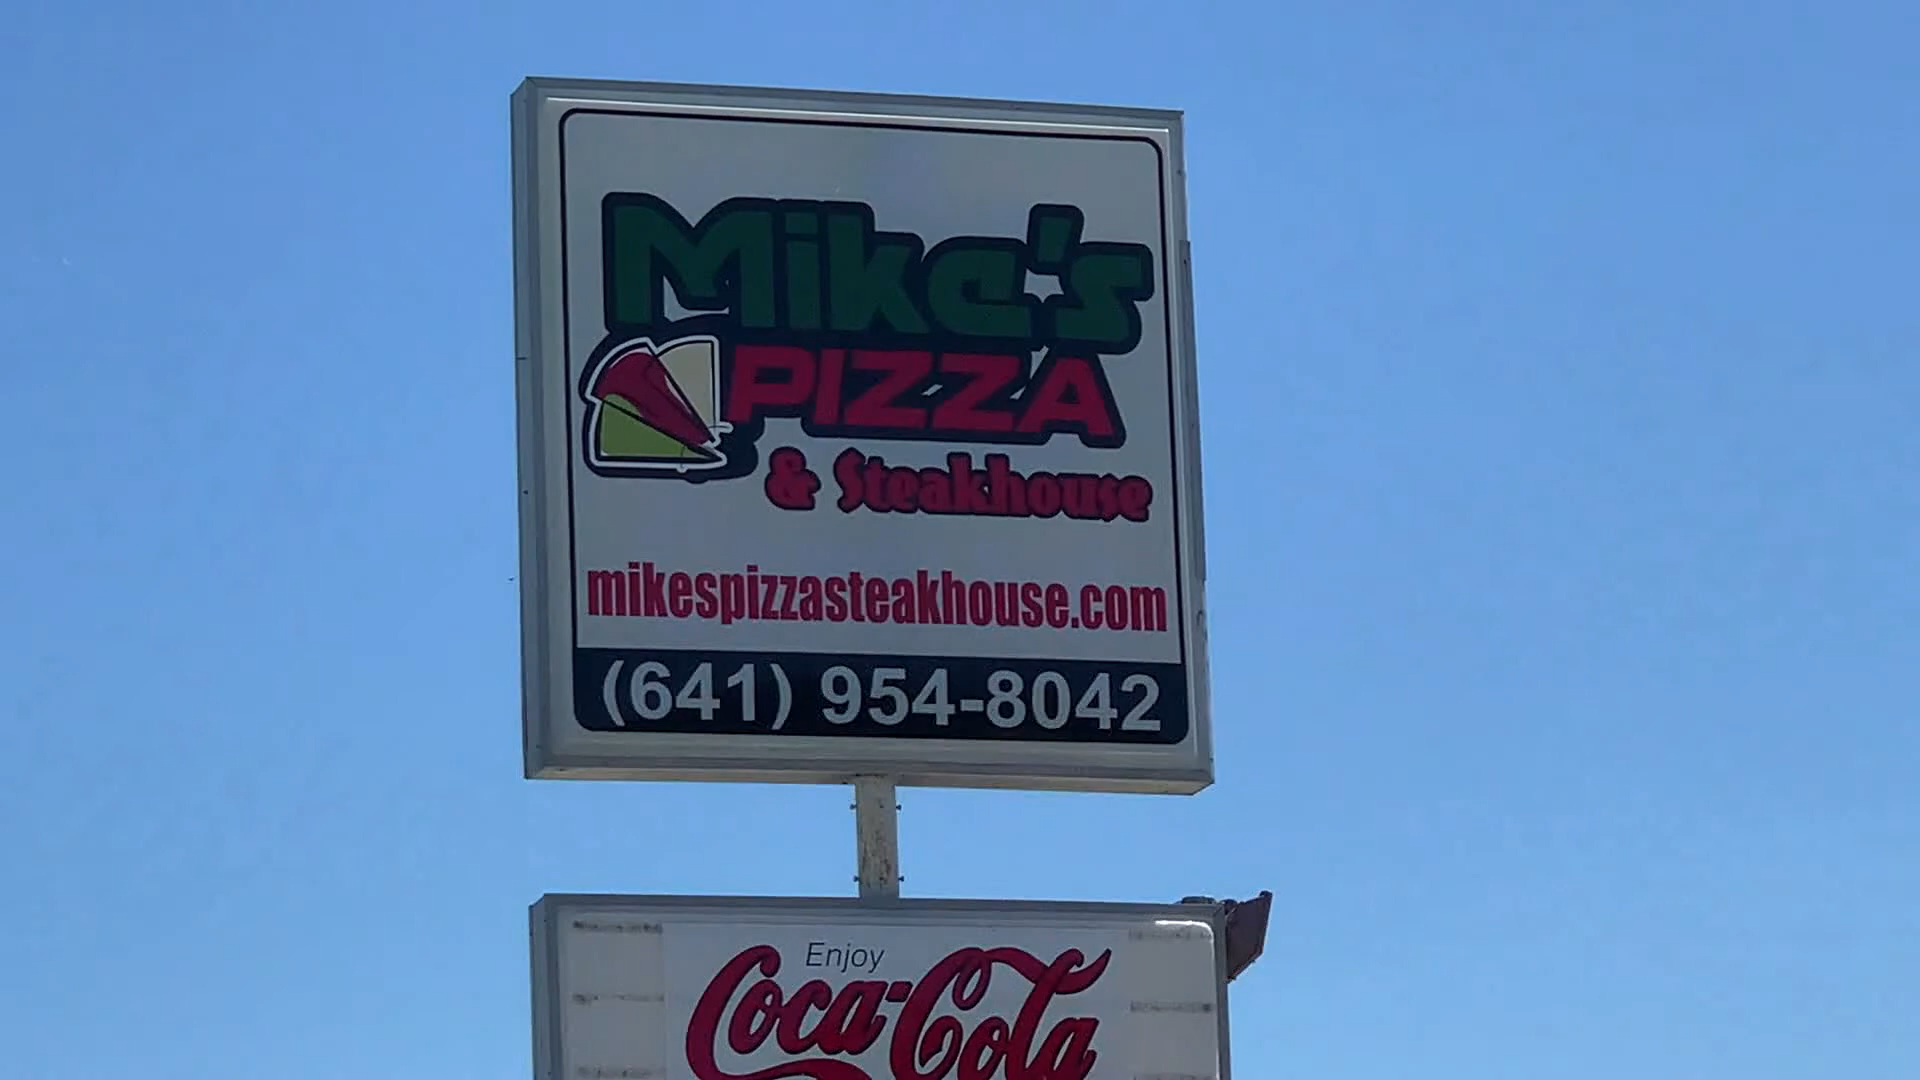 Mike's
PIZZA
& Steakhouse
mikespizzasteakhouse.com
(641) 954-8042
Enjoy
Coca-Cola